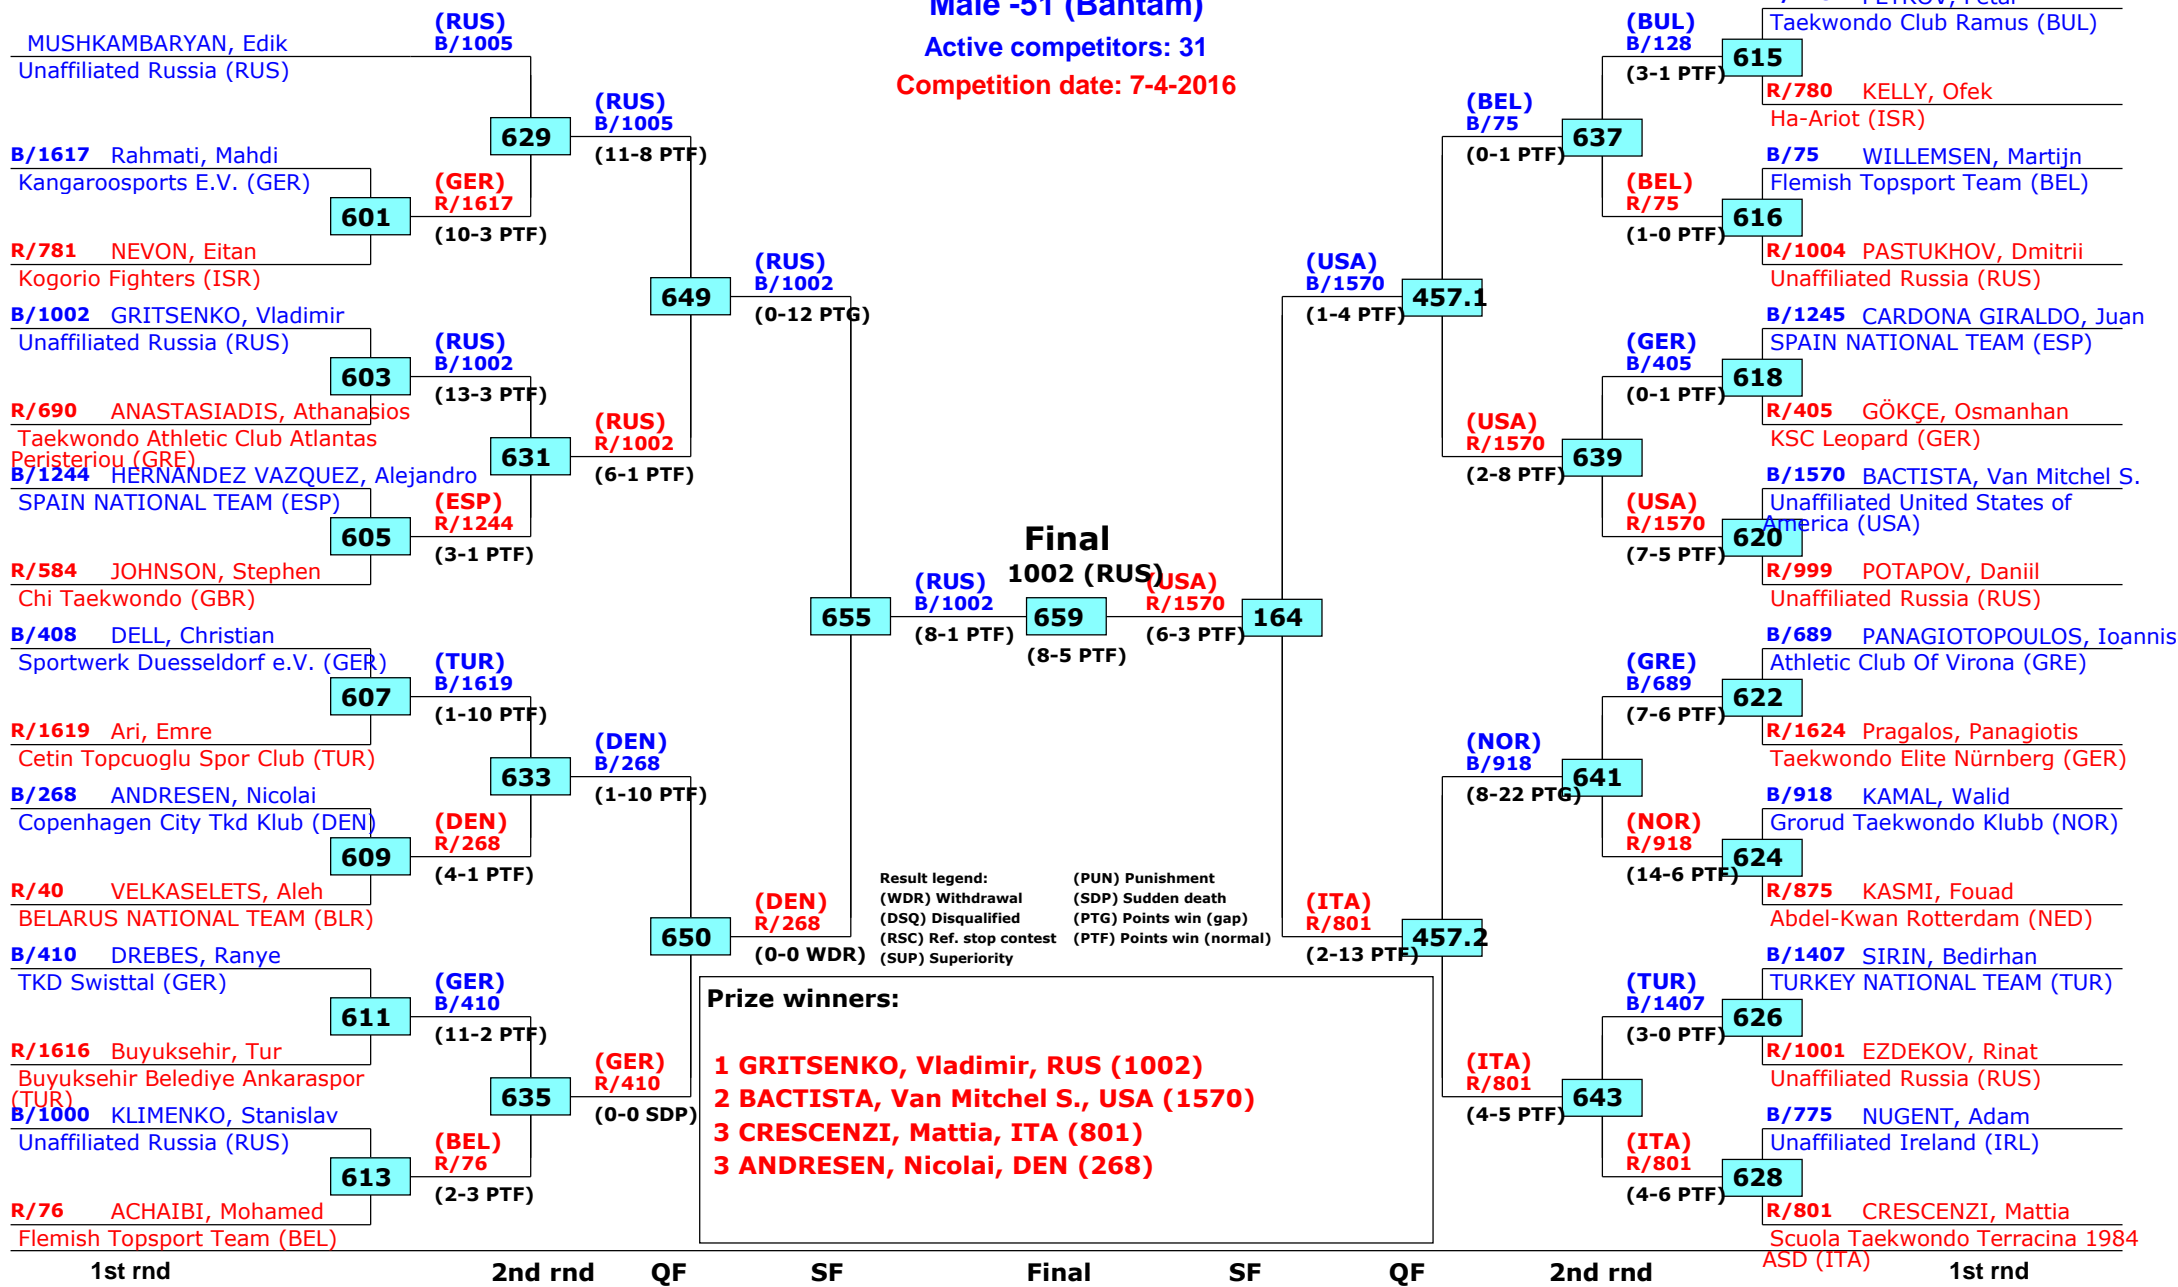 Male -51 (Bantam)
Active competitors: 31
Competition date: 7-4-2016
MUSHKAMBARYAN, Edik
Unaffiliated Russia (RUS)
B/1617 Rahmati, Mahdi
Kangaroosports E.V. (GER)
601
R/781 NEVON, Eitan
Kogorio Fighters (ISR)
B/1002 GRITSENKO, Vladimir
Unaffiliated Russia (RUS)
603
R/690 ANASTASIADIS, Athanasios
Taekwondo Athletic Club Atlantas
Peristeriou (GRE)
B/1244 HERNANDEZ VAZQUEZ, Alejandro
SPAIN NATIONAL TEAM (ESP)
605
R/584 JOHNSON, Stephen
Chi Taekwondo (GBR)
B/408 DELL, Christian
Sportwerk Duesseldorf e.V. (GER)
607
R/1619 Ari, Emre
Cetin Topcuoglu Spor Club (TUR)
B/268 ANDRESEN, Nicolai
Copenhagen City Tkd Klub (DEN)
609
R/40 VELKASELETS, Aleh
BELARUS NATIONAL TEAM (BLR)
B/410 DREBES, Ranye
TKD Swisttal (GER)
611
R/1616 Buyuksehir, Tur
Buyuksehir Belediye Ankaraspor
(TUR)
B/1000 KLIMENKO, Stanislav
Unaffiliated Russia (RUS)
613
R/76 ACHAIBI, Mohamed
Flemish Topsport Team (BEL)
(RUS)
B/1005
629
(GER)
R/1617
(10-3 PTF)
(RUS)
B/1002
(13-3 PTF)
631
(ESP)
R/1244
(3-1 PTF)
(TUR)
B/1619
(1-10 PTF)
633
(DEN)
R/268
(4-1 PTF)
(GER)
B/410
(11-2 PTF)
635
(BEL)
R/76
(2-3 PTF)
(RUS)
B/1005
(11-8 PTF)
649
(RUS)
R/1002
(6-1 PTF)
(DEN)
B/268
(1-10 PTF)
650
(GER)
R/410
(0-0 SDP)
(RUS)
B/1002
(0-12 PTG)
655
(DEN)
R/268
(0-0 WDR)
Final
1002 (RUS)
(RUS)
B/1002
(8-1 PTF)
659
(8-5 PTF)
(USA)
R/1570
(6-3 PTF)
164
(USA)
B/1570
(1-4 PTF)
457.1
(ITA)
R/801
(2-13 PTF)
457.2
(BEL)
B/75
(0-1 PTF)
637
(USA)
R/1570
(2-8 PTF)
639
(NOR)
B/918
(8-22 PTG)
641
(ITA)
R/801
(4-5 PTF)
643
(BUL)
B/128
(3-1 PTF)
615
(BEL)
R/75
(1-0 PTF)
616
(GER)
B/405
(0-1 PTF)
618
(USA)
R/1570
(7-5 PTF)
620
(GRE)
B/689
(7-6 PTF)
622
(NOR)
R/918
(14-6 PTF)
624
(TUR)
B/1407
(3-0 PTF)
626
(ITA)
R/801
(4-6 PTF)
628
Taekwondo Club Ramus (BUL)
R/780 KELLY, Ofek
Ha-Ariot (ISR)
B/75 WILLEMSEN, Martijn
Flemish Topsport Team (BEL)
R/1004 PASTUKHOV, Dmitrii
Unaffiliated Russia (RUS)
B/1245 CARDONA GIRALDO, Juan
SPAIN NATIONAL TEAM (ESP)
R/405 GÖKÇE, Osmanhan
KSC Leopard (GER)
B/1570 BACTISTA, Van Mitchel S.
Unaffiliated United States of
America (USA)
R/999 POTAPOV, Daniil
Unaffiliated Russia (RUS)
B/689 PANAGIOTOPOULOS, Ioannis
Athletic Club Of Virona (GRE)
R/1624 Pragalos, Panagiotis
Taekwondo Elite Nürnberg (GER)
B/918 KAMAL, Walid
Grorud Taekwondo Klubb (NOR)
R/875 KASMI, Fouad
Abdel-Kwan Rotterdam (NED)
B/1407 SIRIN, Bedirhan
TURKEY NATIONAL TEAM (TUR)
R/1001 EZDEKOV, Rinat
Unaffiliated Russia (RUS)
B/775 NUGENT, Adam
Unaffiliated Ireland (IRL)
R/801 CRESCENZI, Mattia
Scuola Taekwondo Terracina 1984
ASD (ITA)
Result legend:
(WDR) Withdrawal
(DSQ) Disqualified
(RSC) Ref. stop contest
(SUP) Superiority
(PUN) Punishment
(SDP) Sudden death
(PTG) Points win (gap)
(PTF) Points win (normal)
Prize winners:
1 GRITSENKO, Vladimir, RUS (1002)
2 BACTISTA, Van Mitchel S., USA (1570)
3 CRESCENZI, Mattia, ITA (801)
3 ANDRESEN, Nicolai, DEN (268)
1st rnd 2nd rnd QF SF Final SF QF 2nd rnd 1st rnd